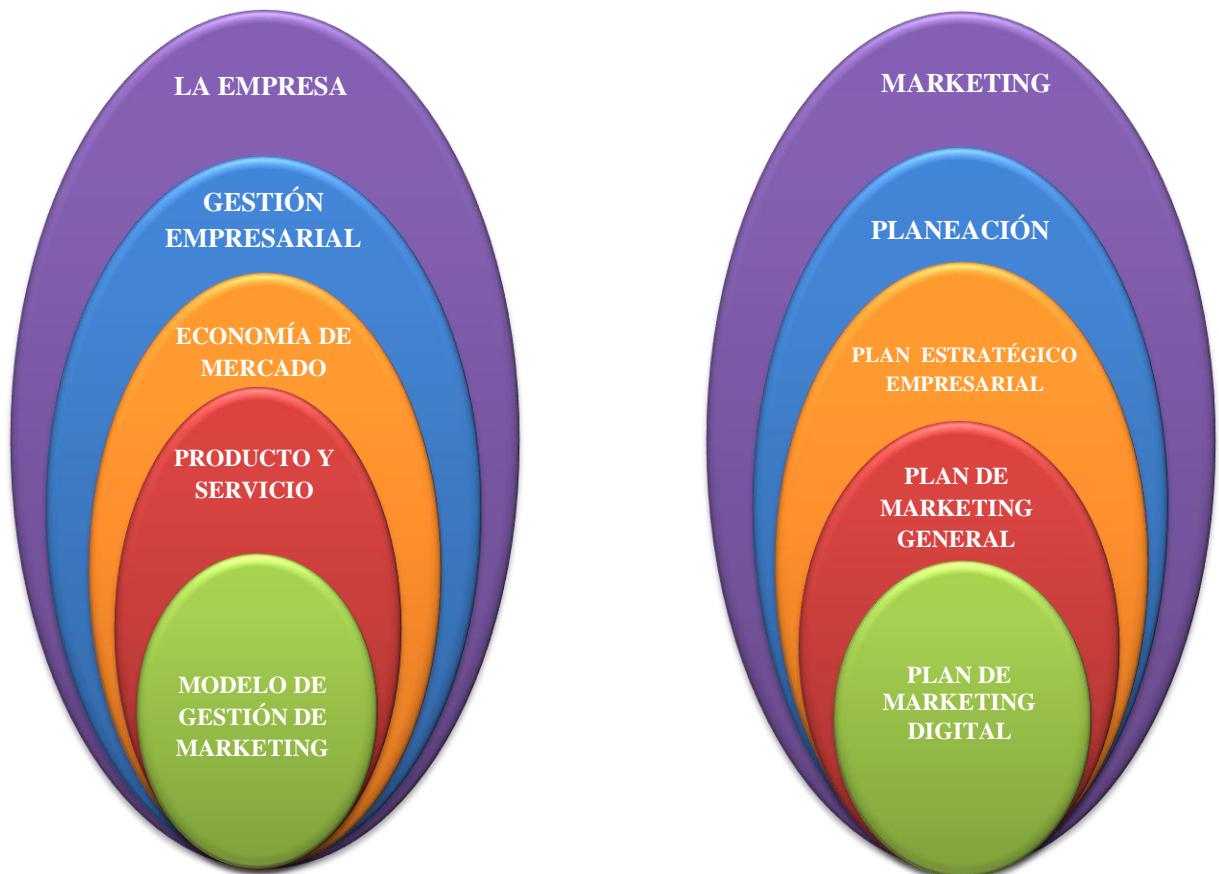 LA EMPRESA
GESTIÓN
EMPRESARIAL
ECONOMÍA DE
MERCADO
PRODUCTO Y
SERVICIO
MODELO DE
GESTIÓN DE
MARKETING
MARKETING
PLANEACIÓN
PLAN ESTRATÉGICO
EMPRESARIAL
PLAN DE
MARKETING
GENERAL
PLAN DE
MARKETING
DIGITAL